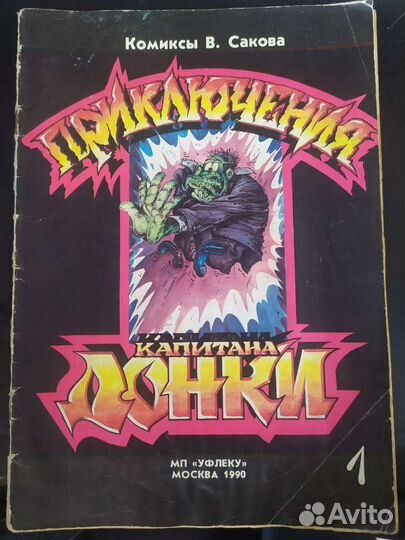 Комиксы В. Сакова
ПРИКЛЮЧЕНИЯ
КАПИТАНА
ДОНКИ
МП «УФЛЕКУ»
МОСКВА 1990
1
Avito